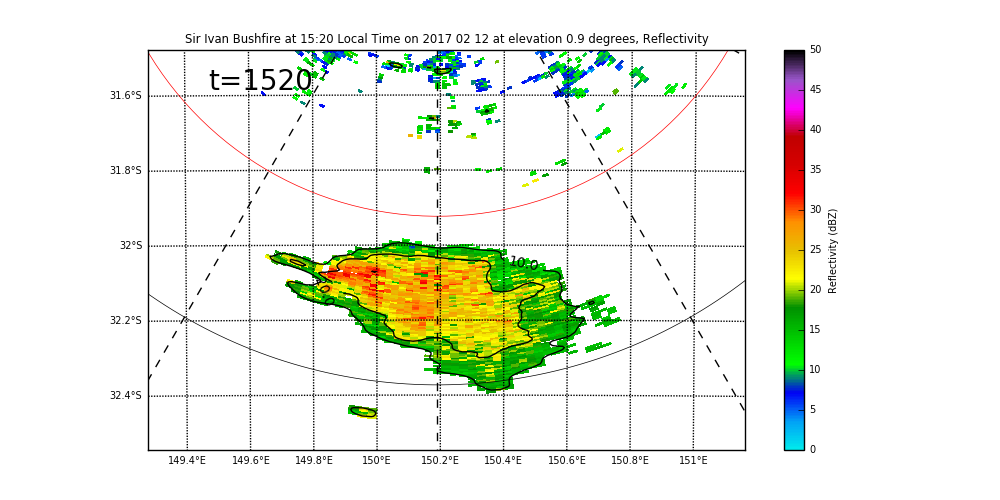 Sir Ivan Bushfire at 15:20 Local Time on 2017 02 12 at elevation 0.9 degrees, Reflectivity
t=1520
31.6°S
31.8°S
32°S
32.2°S
32.4°S
10.0
149.4°E 149.6°E 149.8°E 150°E 150.2°E 150.4°E 150.6°E 150.8°E 151°E
50
45
40
35
30
25
20
15
10
5
0
Reflectivity (dBZ)